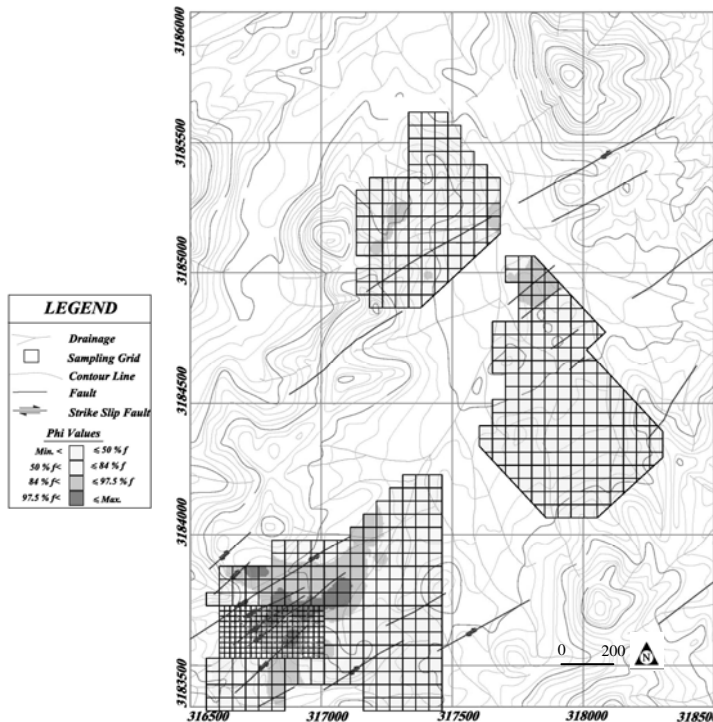 3186000
3185500
3185000
3184500
3184000
3183500
LEGEND
Drainage
Sampling Grid
Contour Line
Fault
Strike Slip Fault
Phi Values
Min. < ≤ 50 % f
50 % f< ≤ 84 % f
84 % f< ≤ 97.5 % f
97.5 % f< ≤ Max.
0 200 N
316500 317000 317500 318000 318500